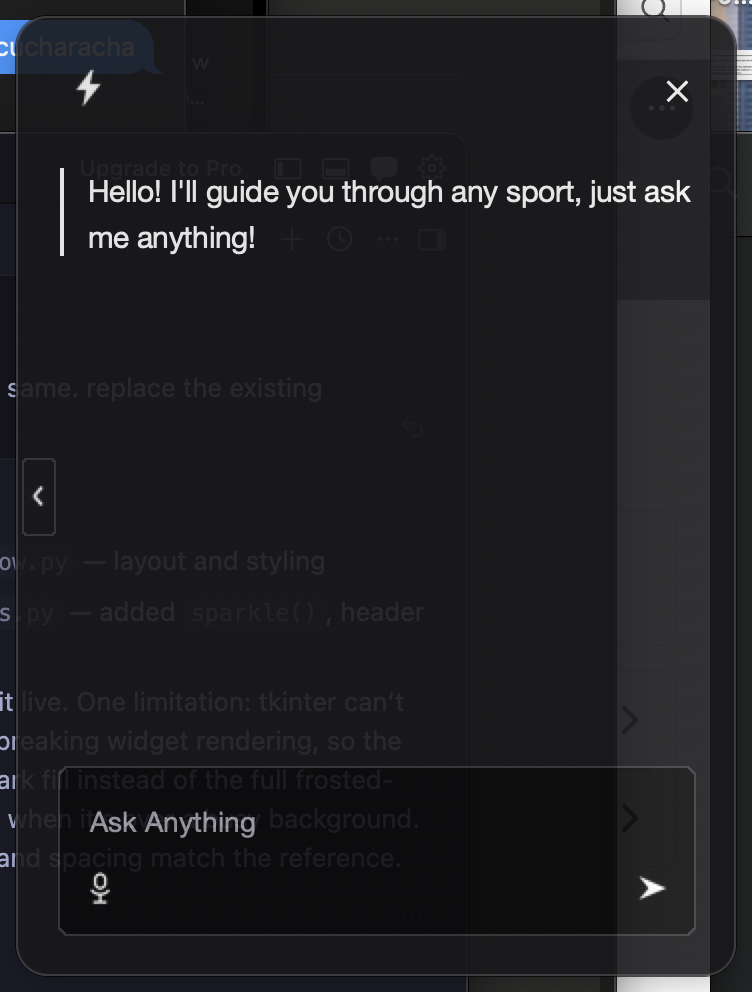 cucharacha
w
...
Upgrade to Pro
Hello! I'll guide you through any sport, just ask
me anything!
same. replace the existing
ow.py — layout and styling
s.py — added sparkle(), header
it live. One limitation: tkinter can't
breaking widget rendering, so the
ark fill instead of the full frosted-
when it background.
Ask Anything
and spacing match the reference.